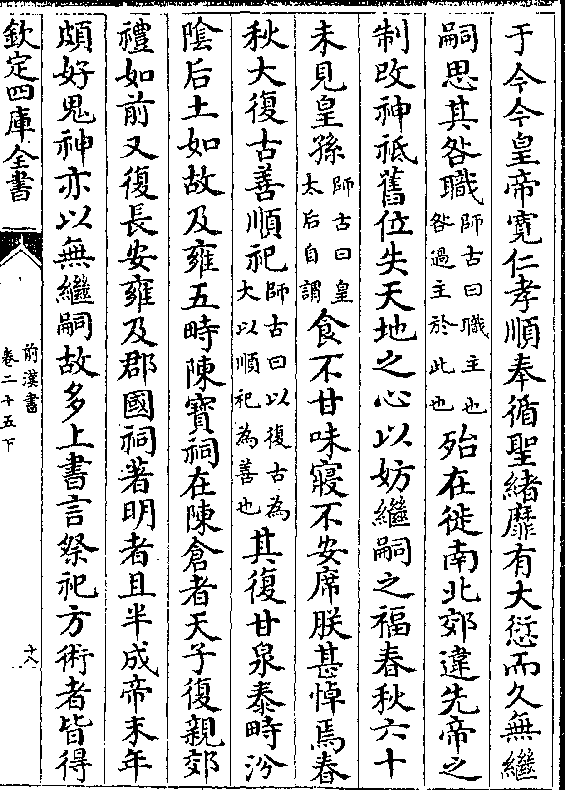 于今今皇帝寛仁孝順奉循聖緒靡有大愆而久無繼
嗣思其咎職師古曰職主也咎過主於此也殆在徙南北郊違先帝之
制改神祇舊位失天地之心以妨繼嗣之福春秋六十
未見皇孫師古曰皇太后自謂食不甘味寢不安席朕甚悼焉春
秋大復古善順祀師古曰以復古為大以順祀為善也其復甘泉泰畤汾
隂后土如故及雍五畤陳寶祠在陳倉者天子復親郊
禮如前又復長安雍及郡國祠著明者且半成帝末年
頗好鬼神亦以無繼嗣故多上書言祭祀方術者皆得
欽定四庫全書
前漢書
卷二十五下
十八